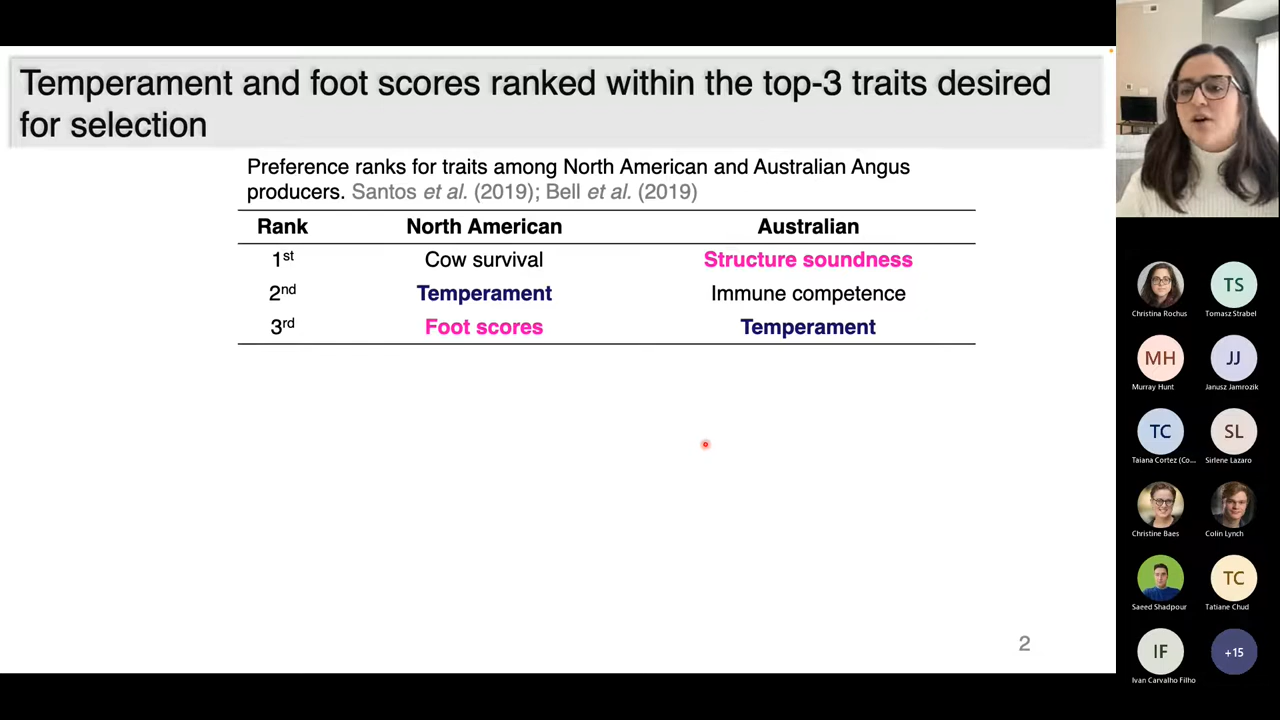 Temperament and foot scores ranked within the top-3 traits desired
for selection
Preference ranks for traits among North American and Australian Angus
producers. Santos et al. (2019); Bell et al. (2019)
Rank North American Australian
1st Cow survival Structure soundness
2nd Temperament Immune competence
3rd Foot scores Temperament
2
TS
Christina Rochus Tomasz Strabel
MH JJ
Murray Hunt Janusz Jamrozik
TC SL
Taiana Cortez (Co... Sirlene Lazaro
Christine Baes Colin Lynch
TC
Saeed Shadpour Tatiane Chud
IF +15
Ivan Carvalho Filho